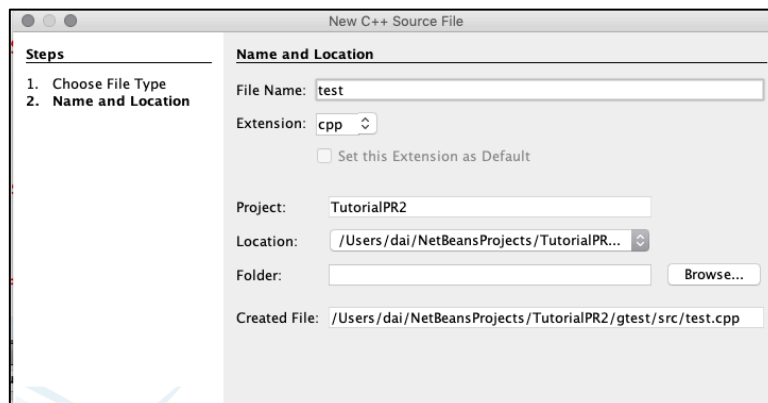 New C++ Source File
Steps
1. Choose File Type
2. Name and Location
Name and Location
File Name: test
Extension: cpp
Set this Extension as Default
Project: TutorialPR2
Location: /Users/dai/NetBeansProjects/TutorialPR...
Folder: Browse...
Created File: /Users/dai/NetBeansProjects/TutorialPR2/gtest/src/test.cpp